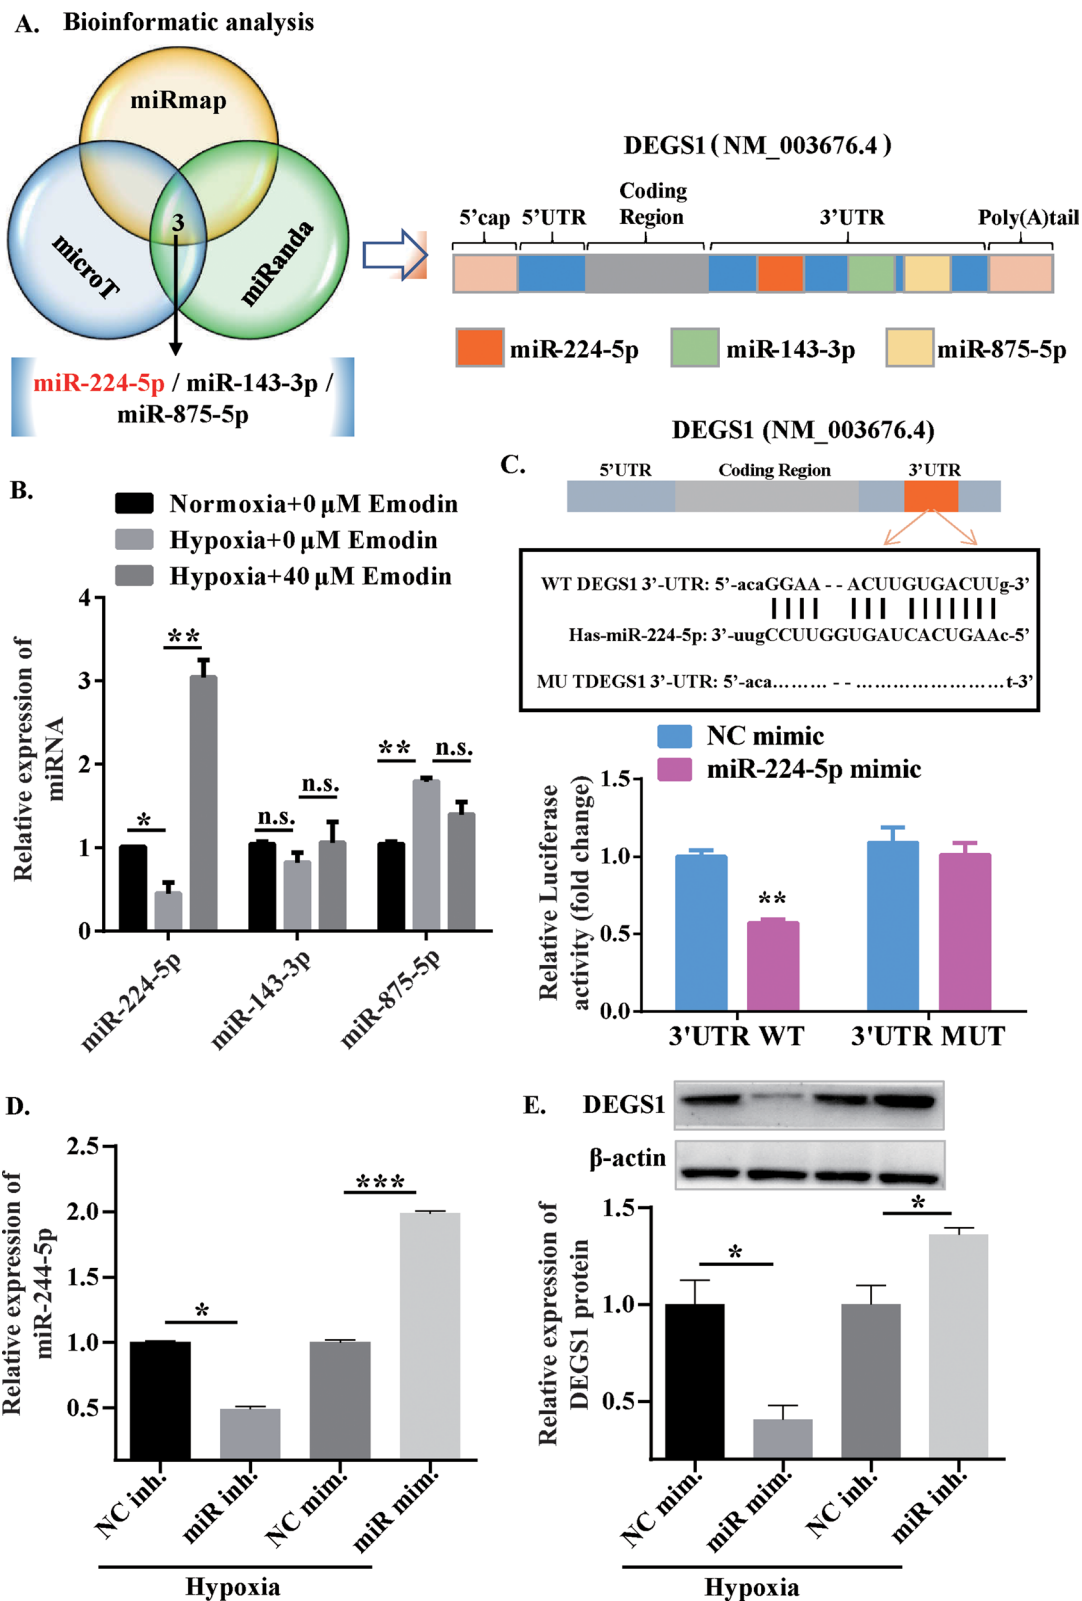 A.
Bioinformatic analysis
miRmap
microT
miRanda
3
miR-224-5p / miR-143-3p /
miR-875-5p
DEGS1 ( NM_003676.4 )
5’cap
5’UTR
Coding
Region
3’UTR
Poly(A)tail
miR-224-5p
miR-143-3p
miR-875-5p
B.
Normoxia+0 μM Emodin
Hypoxia+0 μM Emodin
Hypoxia+40 μM Emodin
Relative expression of
miRNA
4
3
2
1
0
*
**
n.s.
n.s.
**
n.s.
miR-224-5p
miR-143-3p
miR-875-5p
C.
DEGS1 (NM_003676.4)
5’UTR
Coding Region
3’UTR
WT DEGS1 3’-UTR: 5’-acaGGAA - - ACUUGUGACUUg-3’
Has-miR-224-5p: 3’-uugCCUUGGUGAUCACUGAAc-5’
MU TDEGS1 3’-UTR: 5’-aca……… - - ……………………t-3’
NC mimic
miR-224-5p mimic
Relative Luciferase
activity (fold change)
1.5
1.0
0.5
0.0
**
3'UTR WT
3'UTR MUT
D.
Relative expression of
miR-244-5p
2.5
2.0
1.5
1.0
0.5
*
***
NC inh.
miR inh.
NC mim.
miR mim.
Hypoxia
E.
DEGS1
β-actin
Relative expression of
DEGS1 protein
1.5
1.0
0.5
*
*
NC mim.
miR mim.
NC inh.
miR inh.
Hypoxia